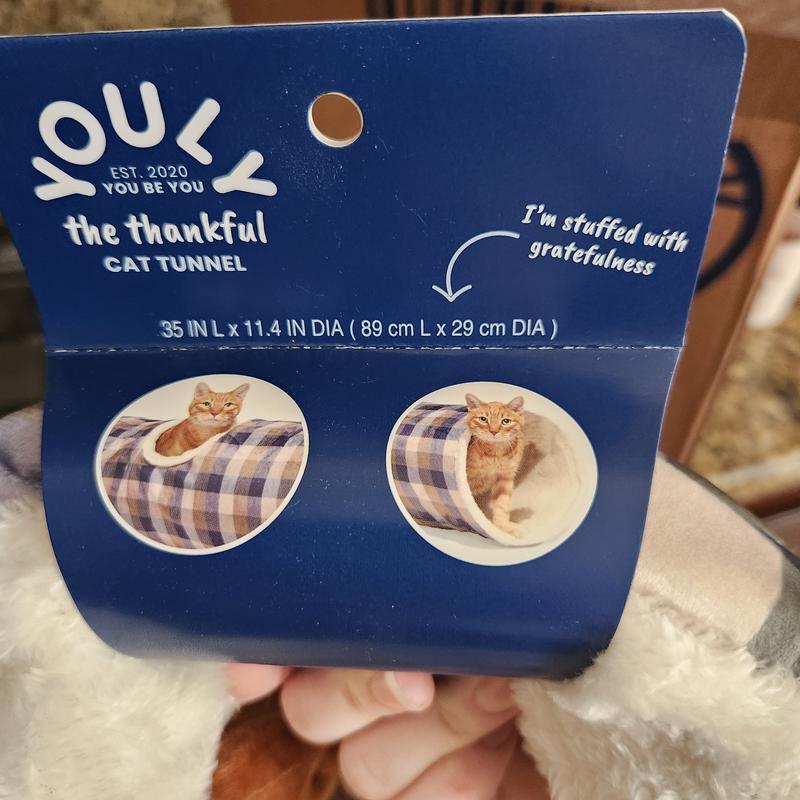 YOULY
EST. 2020
YOU BE YOU
the thankful
CAT TUNNEL
I'm stuffed with
gratefulness
35 IN L x 11.4 IN DIA ( 89 cm L x 29 cm DIA )